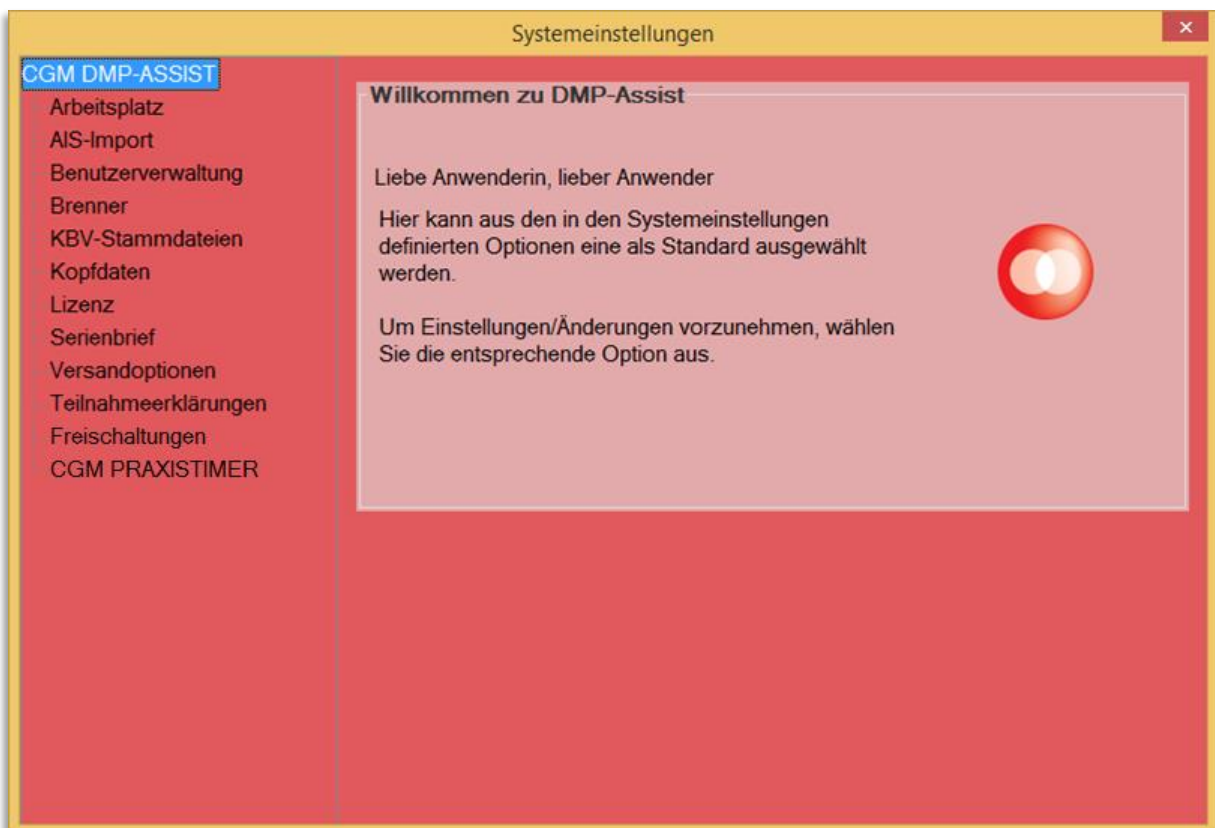 Systemeinstellungen
CGM DMP-ASSIST
Arbeitsplatz
AIS-Import
Benutzerverwaltung
Brenner
KBV-Stammdateien
Kopfdaten
Lizenz
Serienbrief
Versandoptionen
Teilnahmeerklärungen
Freischaltungen
CGM PRAXISTIMER
Willkommen zu DMP-Assist
Liebe Anwenderin, lieber Anwender
Hier kann aus den in den Systemeinstellungen
definierten Optionen eine als Standard ausgewählt
werden.
Um Einstellungen/Änderungen vorzunehmen, wählen
Sie die entsprechende Option aus.